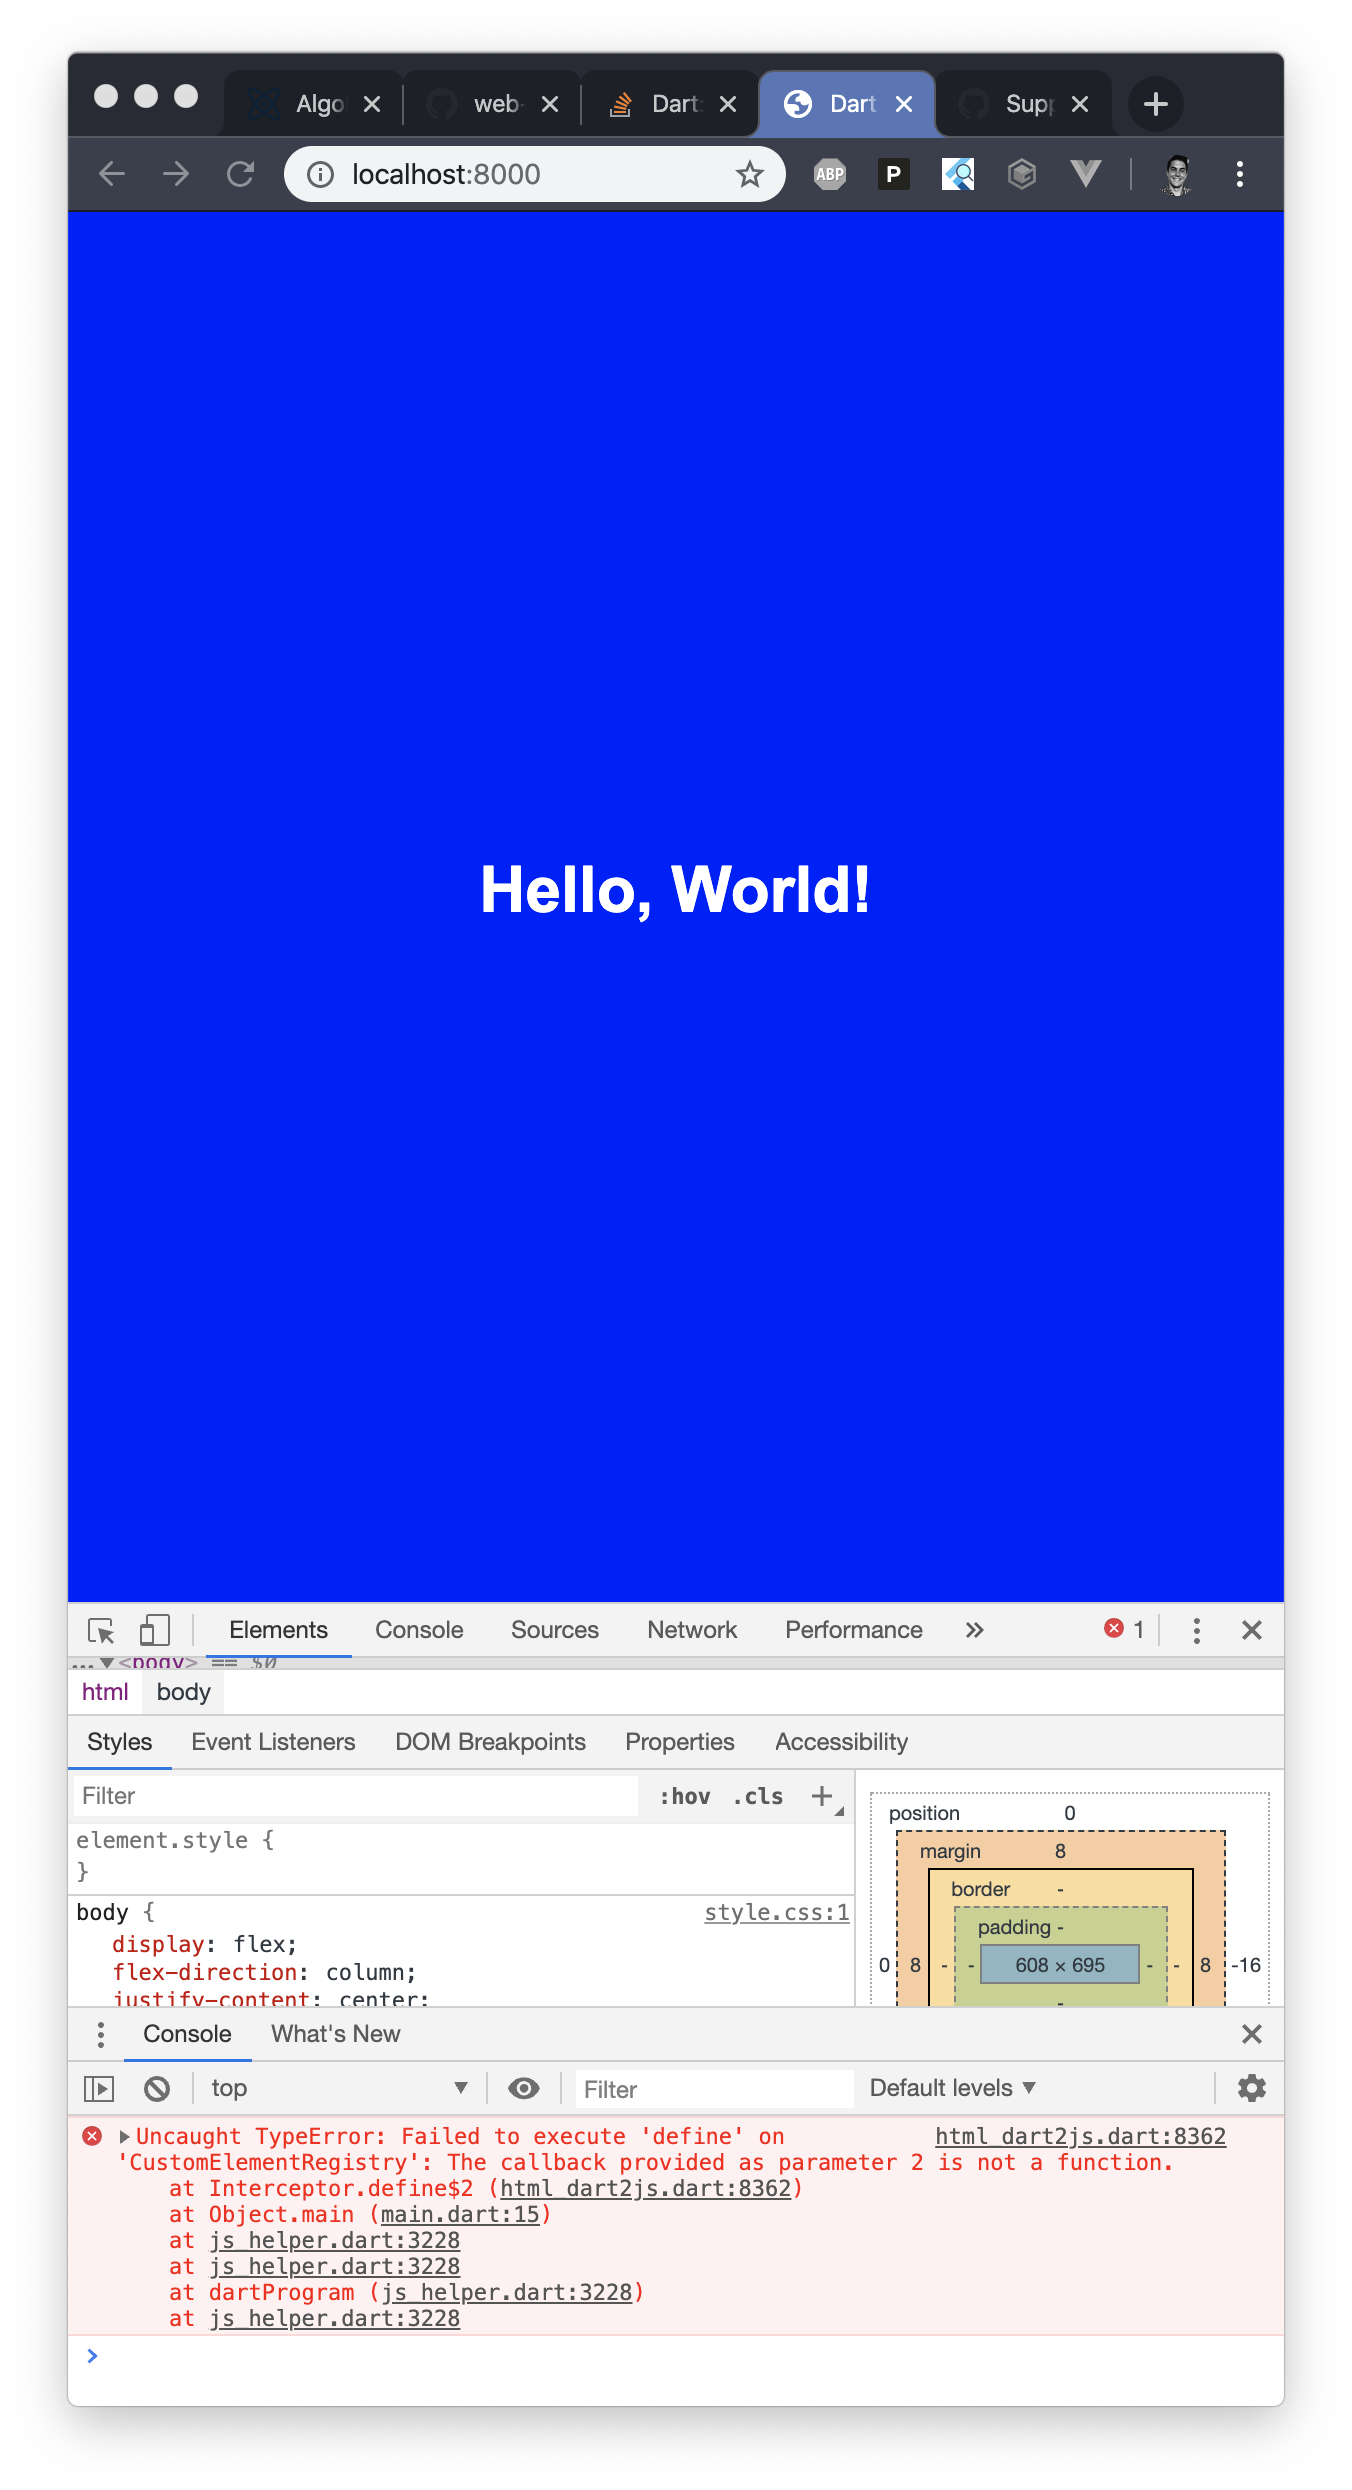 Algo
web-
Dart:
Dart
Supp
localhost:8000
ABP
P
Hello, World!
Elements Console Sources Network Performance 1
... ▼<body> == $0
html body
Styles Event Listeners DOM Breakpoints Properties Accessibility
Filter :hov .cls +
element.style {
}
body { style.css:1
display: flex;
flex-direction: column;
justify-content: center;
position 0
margin 8
border -
padding -
0 8 - - 608 × 695 - - 8 -16
-
Console What's New
top Filter Default levels
Uncaught TypeError: Failed to execute 'define' on html_dart2js.dart:8362
'CustomElementRegistry': The callback provided as parameter 2 is not a function.
at Interceptor.define$2 (html_dart2js.dart:8362)
at Object.main (main.dart:15)
at js_helper.dart:3228
at js_helper.dart:3228
at dartProgram (js_helper.dart:3228)
at js_helper.dart:3228